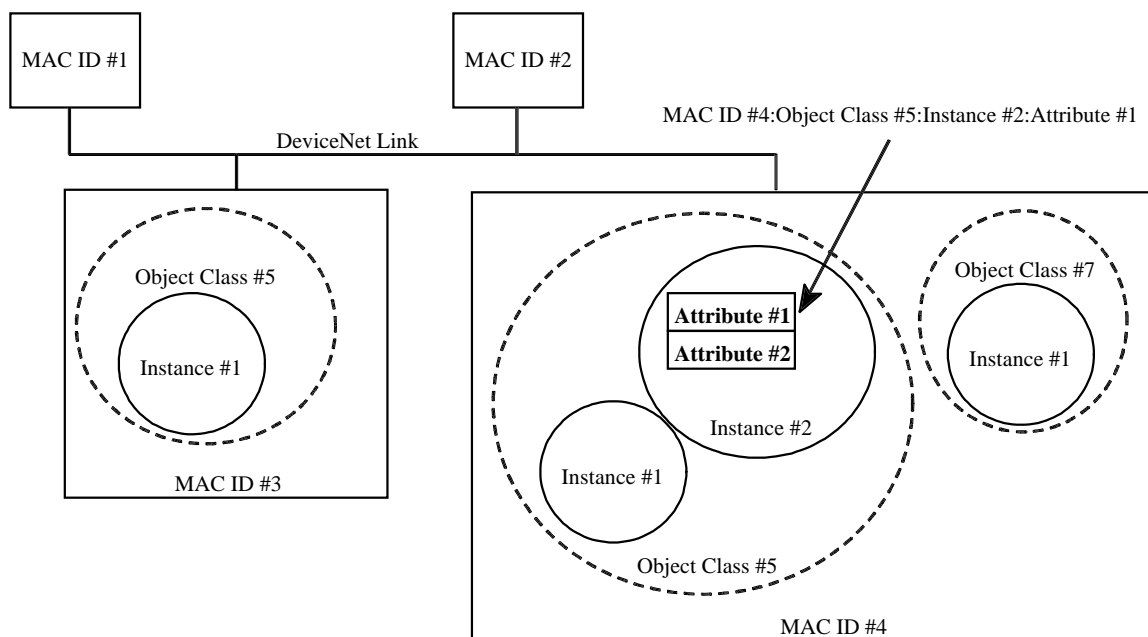 MAC ID #1
MAC ID #2
MAC ID #4:Object Class #5:Instance #2:Attribute #1
DeviceNet Link
Object Class #5
Instance #1
MAC ID #3
Attribute #1
Attribute #2
Instance #2
Instance #1
Object Class #5
Object Class #7
Instance #1
MAC ID #4